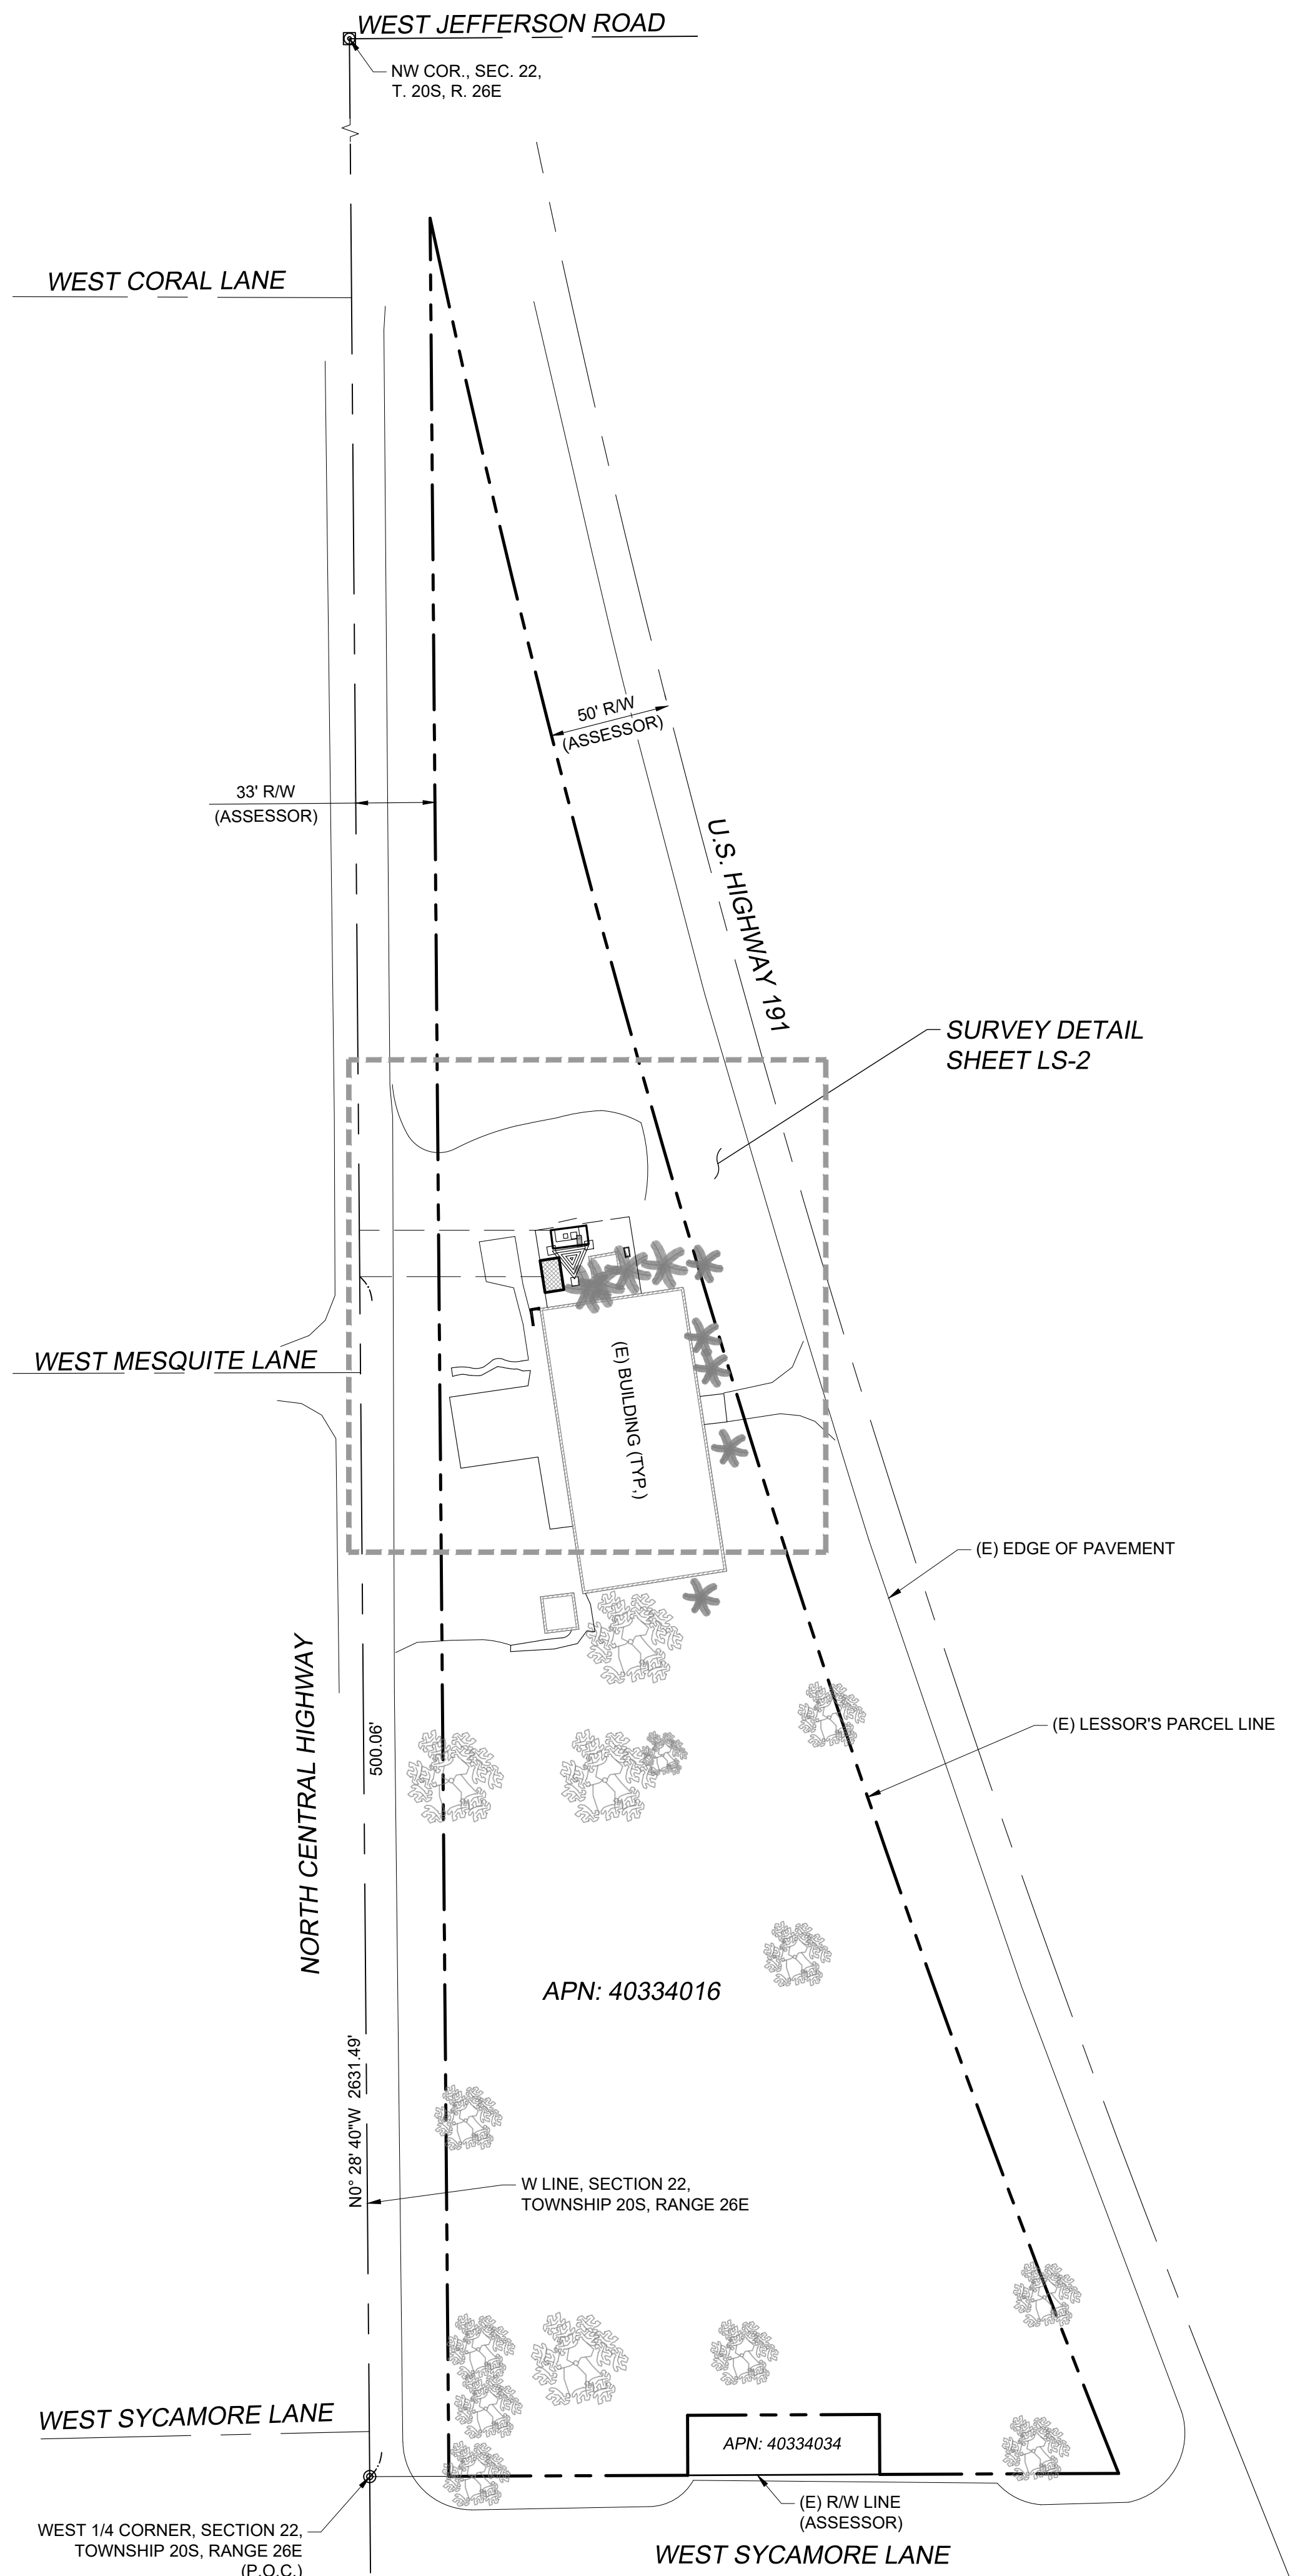 WEST JEFFERSON ROAD
NW COR., SEC. 22,
T. 20S, R. 26E
WEST CORAL LANE
50' R/W
(ASSESSOR)
33' R/W
(ASSESSOR)
U.S. HIGHWAY 191
SURVEY DETAIL
SHEET LS-2
WEST MESQUITE LANE
(E) BUILDING (TYP,)
(E) EDGE OF PAVEMENT
NORTH CENTRAL HIGHWAY
500.06'
(E) LESSOR'S PARCEL LINE
APN: 40334016
N0° 28' 40"W 2631.49'
W LINE, SECTION 22,
TOWNSHIP 20S, RANGE 26E
WEST SYCAMORE LANE
APN: 40334034
(E) R/W LINE
(ASSESSOR)
WEST 1/4 CORNER, SECTION 22,
TOWNSHIP 20S, RANGE 26E
(P.O.C.)
WEST SYCAMORE LANE